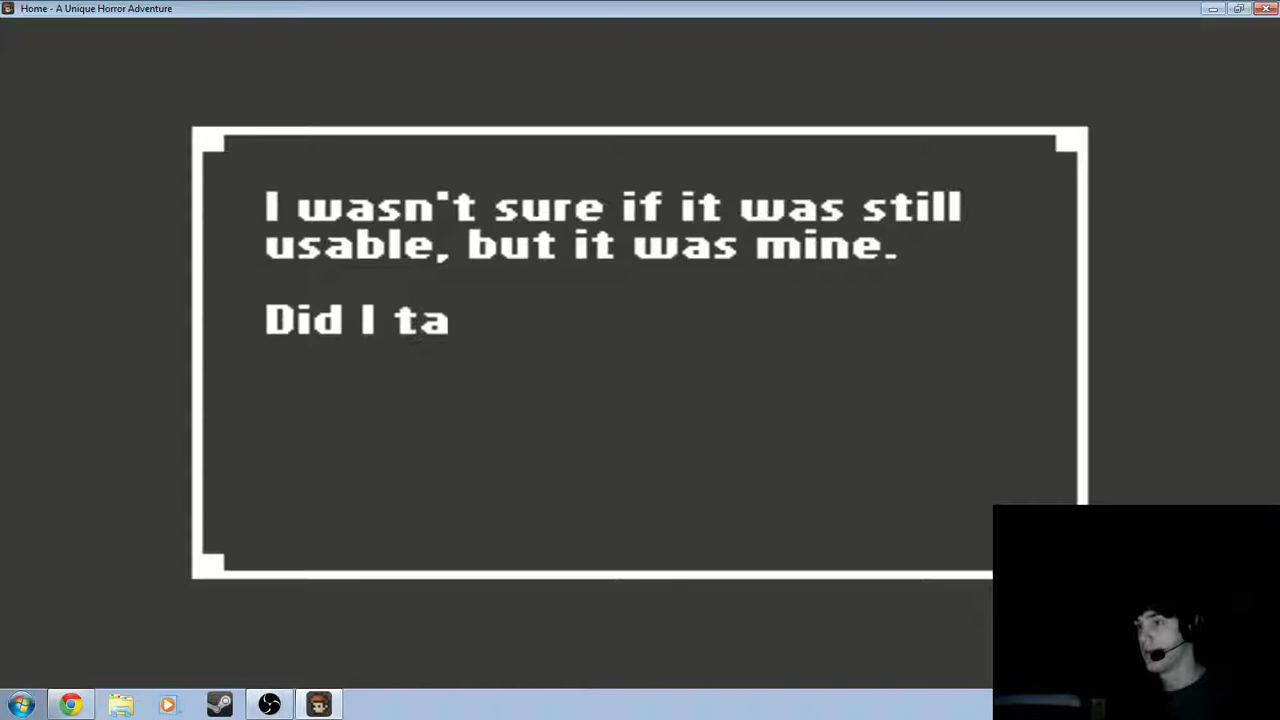 Home - A Unique Horror Adventure
I wasn't sure if it was still
usable, but it was mine.
Did I ta